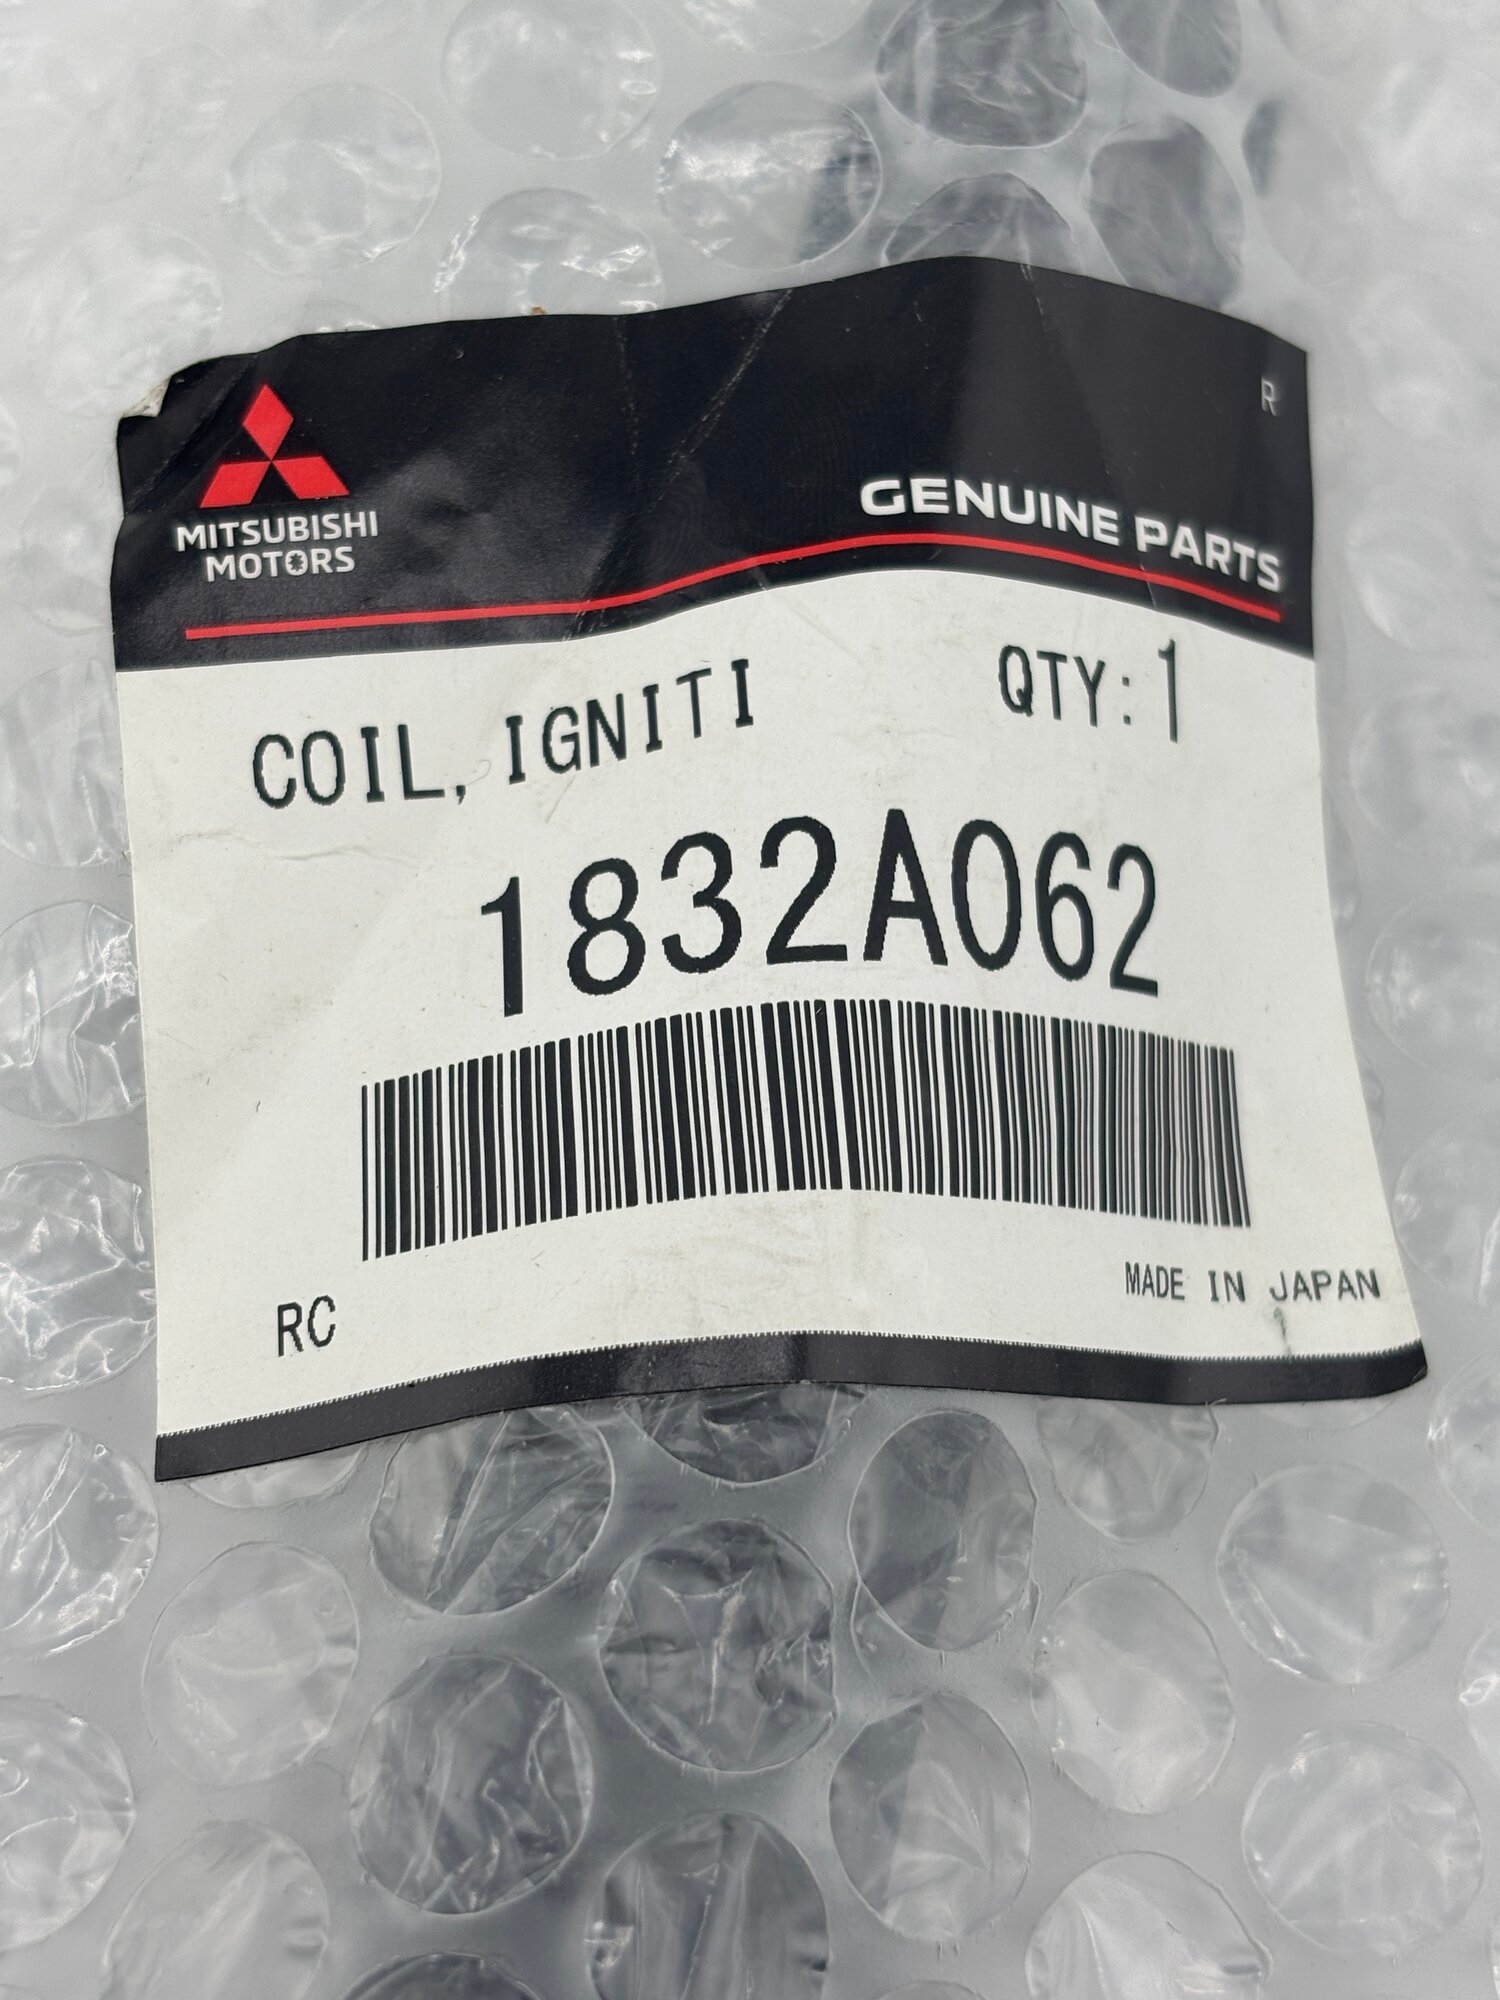 R
MITSUBISHI
MOTORS
GENUINE PARTS
COIL, IGNITI
QTY: 1
1832A062
RC
MADE IN JAPAN